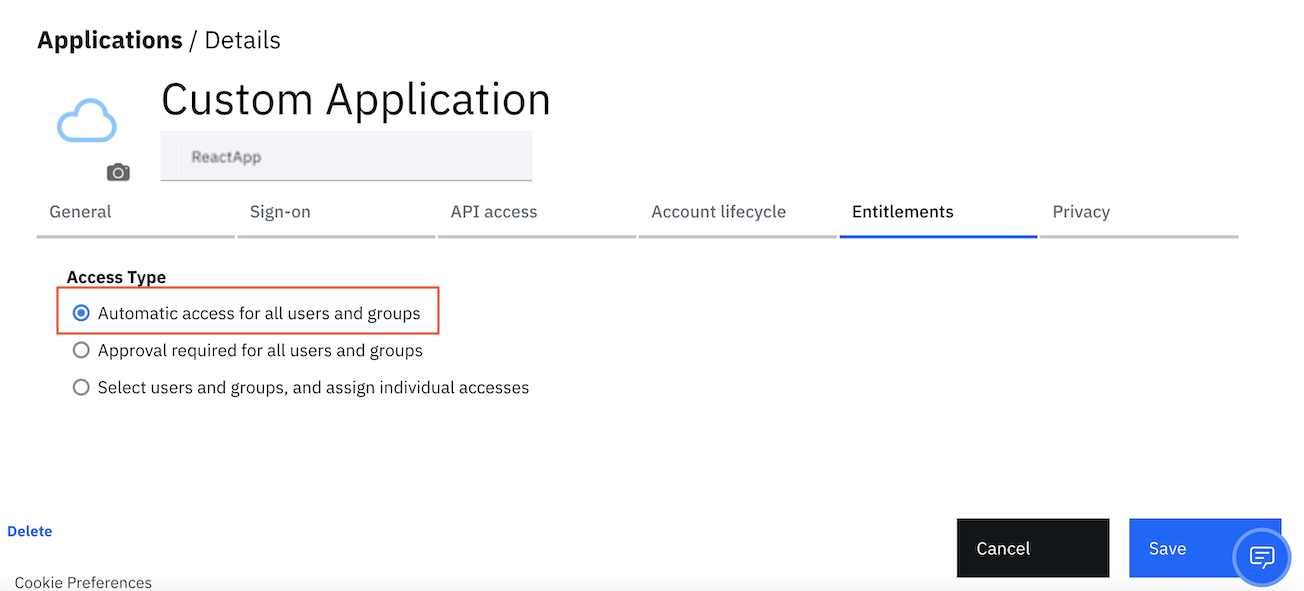 Applications / Details
Custom Application
ReactApp
General Sign-on API access Account lifecycle Entitlements Privacy
Access Type
Automatic access for all users and groups
Approval required for all users and groups
Select users and groups, and assign individual accesses
Delete
Cancel Save
Cookie Preferences